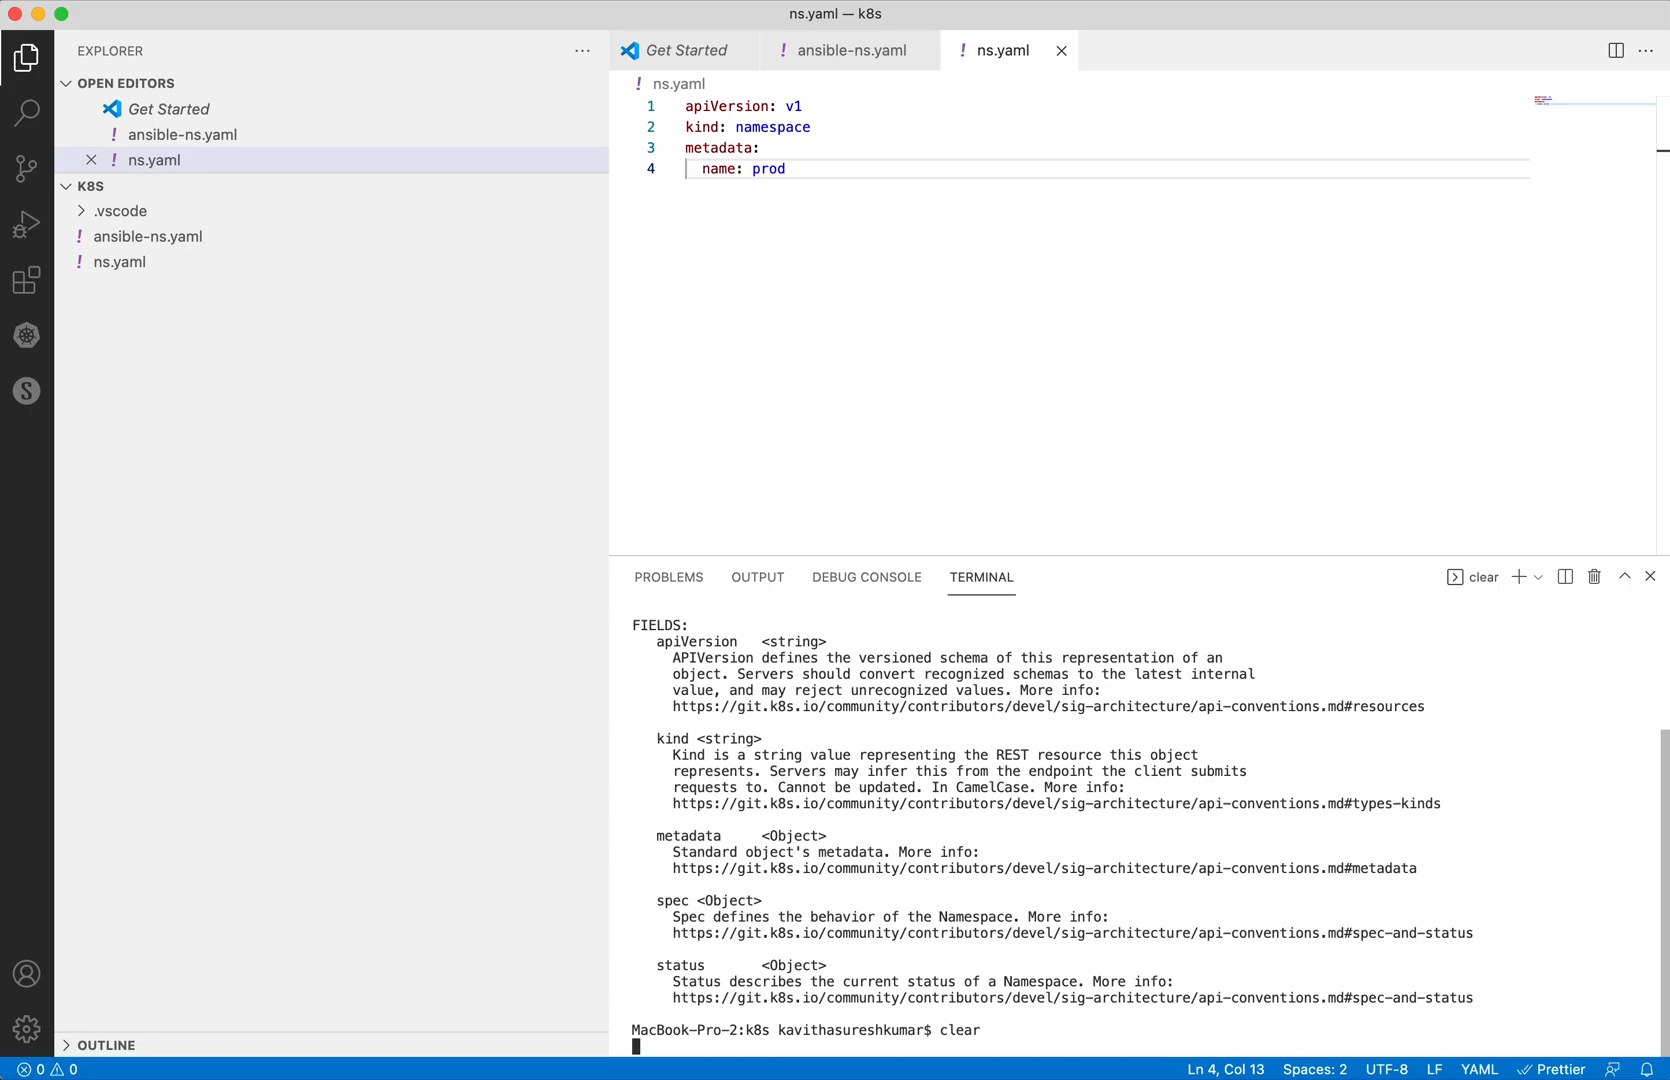 ns.yaml — k8s
EXPLORER
OPEN EDITORS
Get Started
! ansible-ns.yaml
! ns.yaml
K8S
.vscode
! ansible-ns.yaml
! ns.yaml
OUTLINE
Get Started
! ansible-ns.yaml
! ns.yaml
! ns.yaml
1 apiVersion: v1
2 kind: namespace
3 metadata:
4 name: prod
PROBLEMS OUTPUT DEBUG CONSOLE TERMINAL
clear
FIELDS:
apiVersion <string>
APIVersion defines the versioned schema of this representation of an
object. Servers should convert recognized schemas to the latest internal
value, and may reject unrecognized values. More info:
https://git.k8s.io/community/contributors/devel/sig-architecture/api-conventions.md#resources
kind <string>
Kind is a string value representing the REST resource this object
represents. Servers may infer this from the endpoint the client submits
requests to. Cannot be updated. In CamelCase. More info:
https://git.k8s.io/community/contributors/devel/sig-architecture/api-conventions.md#types-kinds
metadata <Object>
Standard object's metadata. More info:
https://git.k8s.io/community/contributors/devel/sig-architecture/api-conventions.md#metadata
spec <Object>
Spec defines the behavior of the Namespace. More info:
https://git.k8s.io/community/contributors/devel/sig-architecture/api-conventions.md#spec-and-status
status <Object>
Status describes the current status of a Namespace. More info:
https://git.k8s.io/community/contributors/devel/sig-architecture/api-conventions.md#spec-and-status
MacBook-Pro-2:k8s kavithasureshkumar$ clear
0 0
Ln 4, Col 13 Spaces: 2 UTF-8 LF YAML Prettier